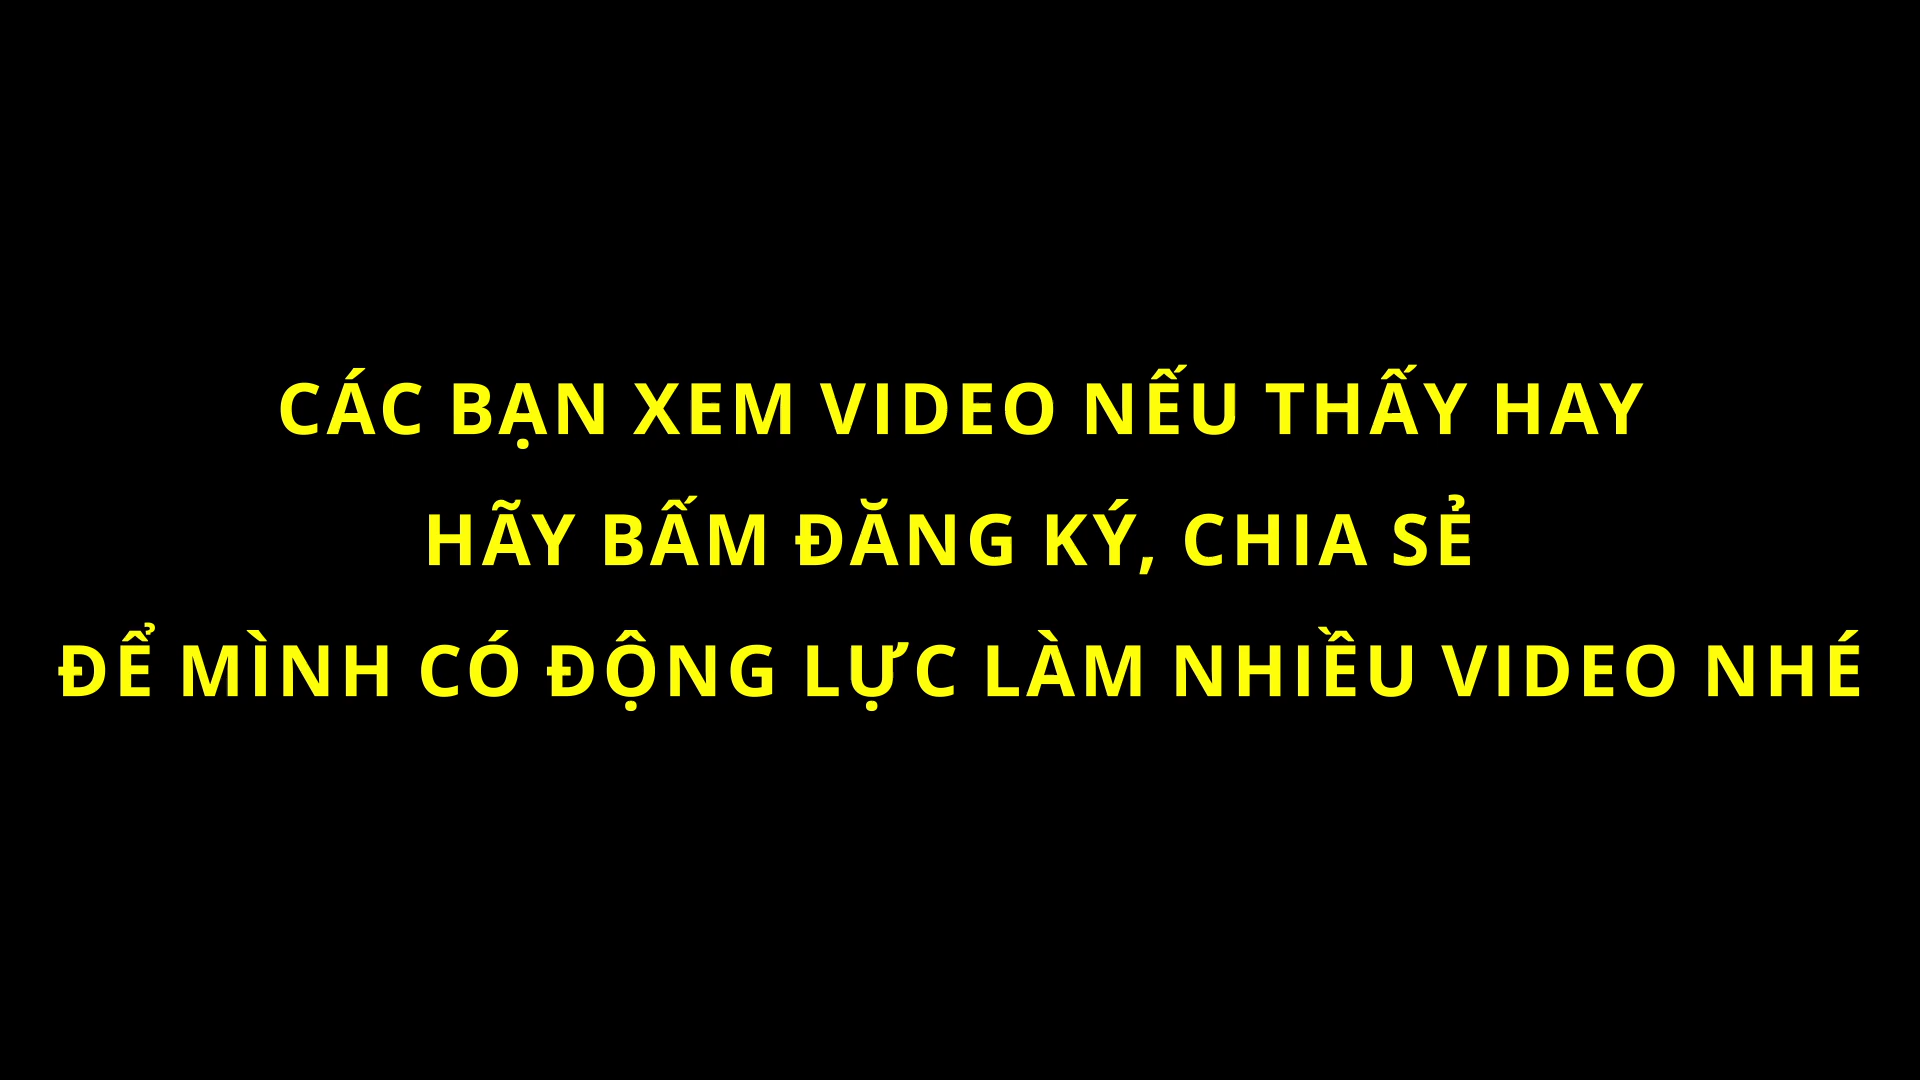 CÁC BẠN XEM VIDEO NẾU THẤY HAY
HÃY BẤM ĐĂNG KÝ, CHIA SẺ
ĐỂ MÌNH CÓ ĐỘNG LỰC LÀM NHIỀU VIDEO NHÉ